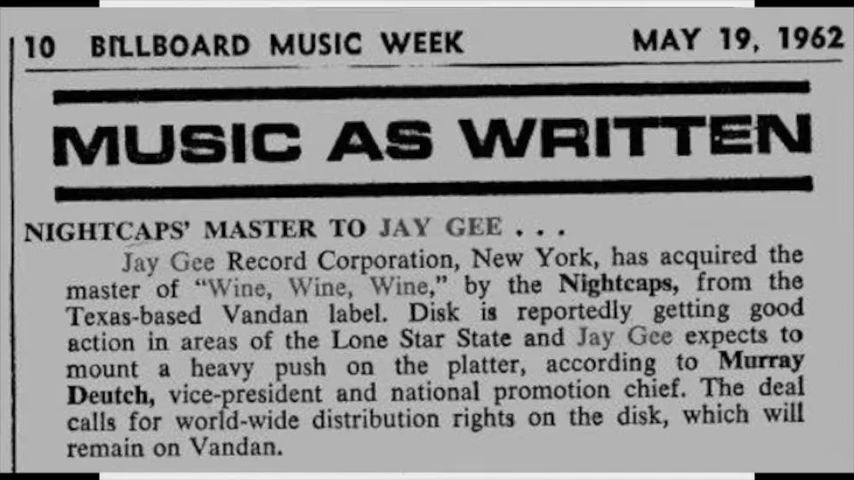 10 BILLBOARD MUSIC WEEK MAY 19, 1962
MUSIC AS WRITTEN
NIGHTCAPS' MASTER TO JAY GEE . . .
Jay Gee Record Corporation, New York, has acquired the
master of "Wine, Wine, Wine," by the Nightcaps, from the
Texas-based Vandan label. Disk is reportedly getting good
action in areas of the Lone Star State and Jay Gee expects to
mount a heavy push on the platter, according to Murray
Deutch, vice-president and national promotion chief. The deal
calls for world-wide distribution rights on the disk, which will
remain on Vandan.